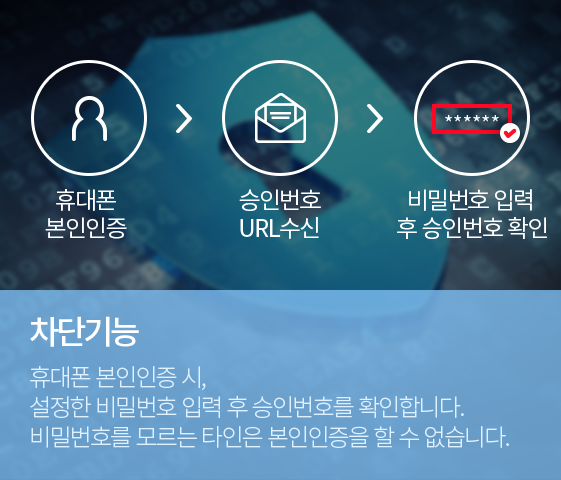 ******
휴대폰
본인인증
승인번호
URL수신
비밀번호 입력
후 승인번호 확인
차단기능
휴대폰 본인인증 시,
설정한 비밀번호 입력 후 승인번호를 확인합니다.
비밀번호를 모르는 타인은 본인인증을 할 수 없습니다.